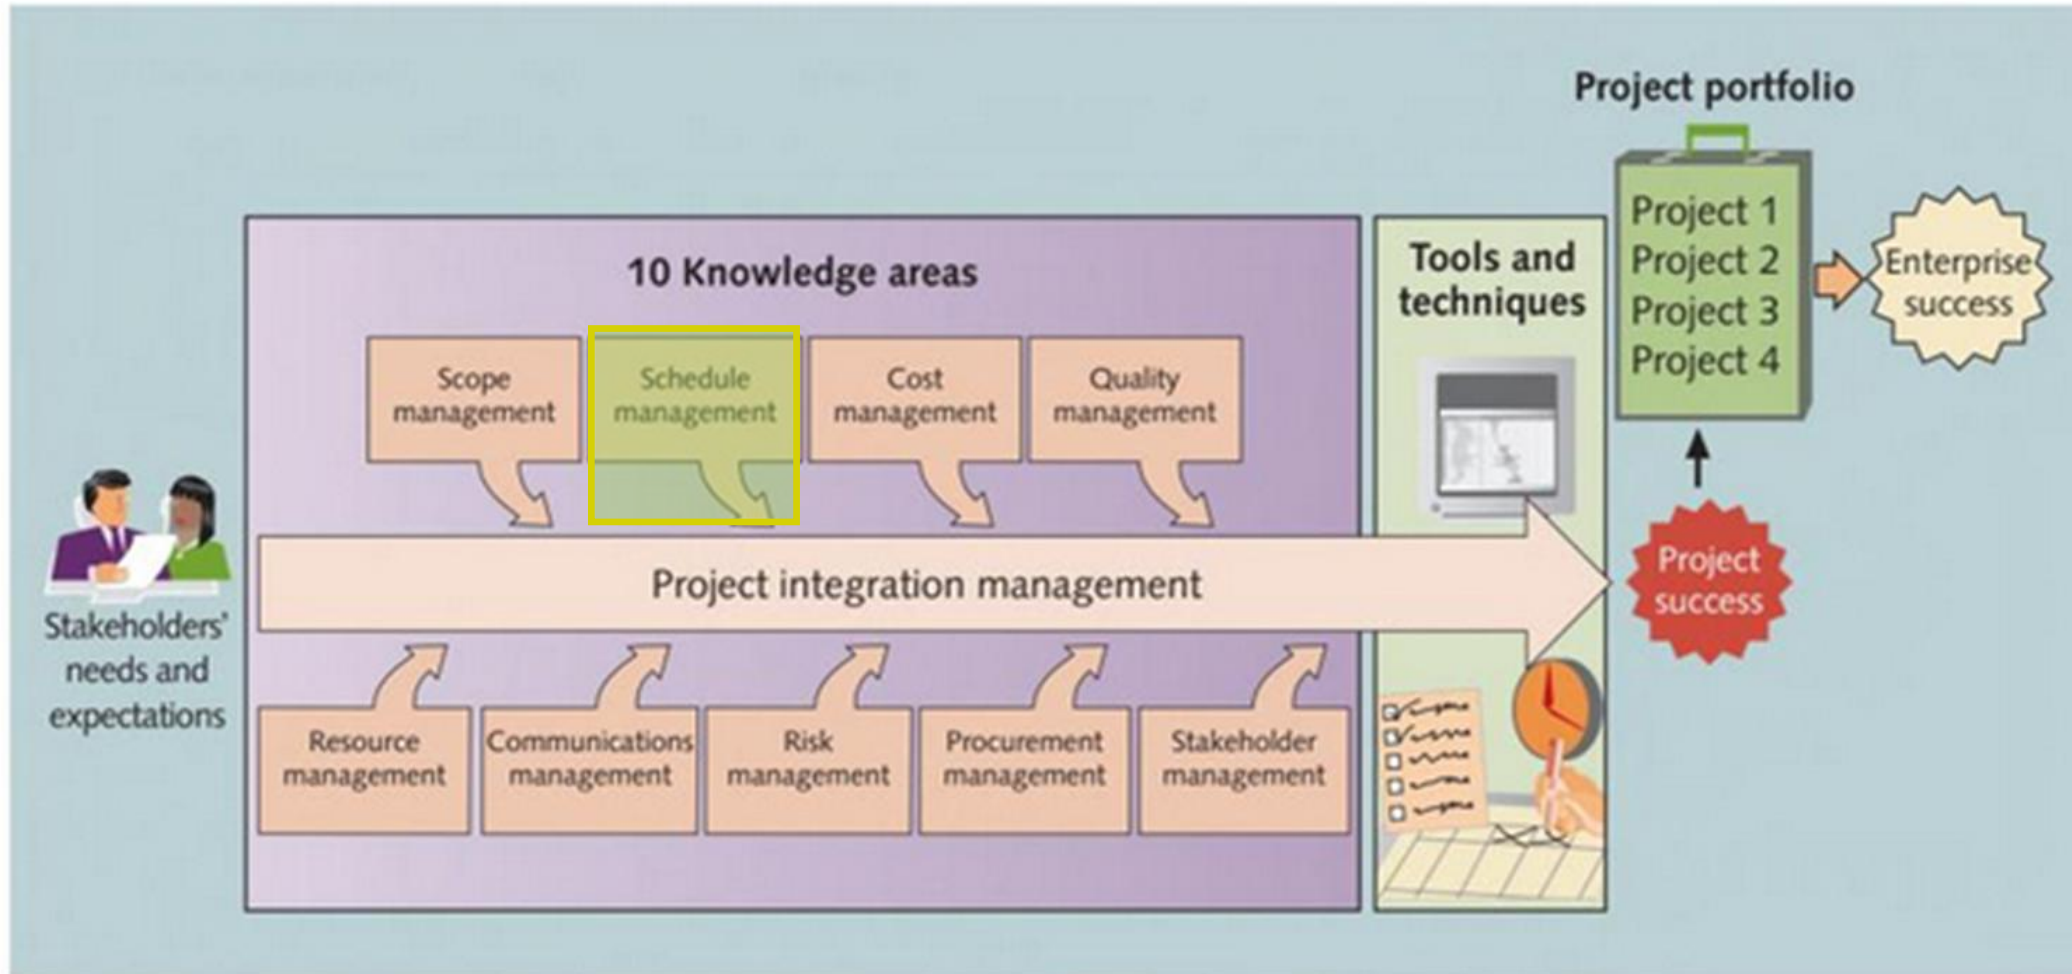 Project portfolio
Project 1
Project 2
Project 3
Project 4
Enterprise
success
10 Knowledge areas
Tools and
techniques
Scope
management
Schedule
management
Cost
management
Quality
management
Stakeholders'
needs and
expectations
Project integration management
Project
success
Resource
management
Communications
management
Risk
management
Procurement
management
Stakeholder
management